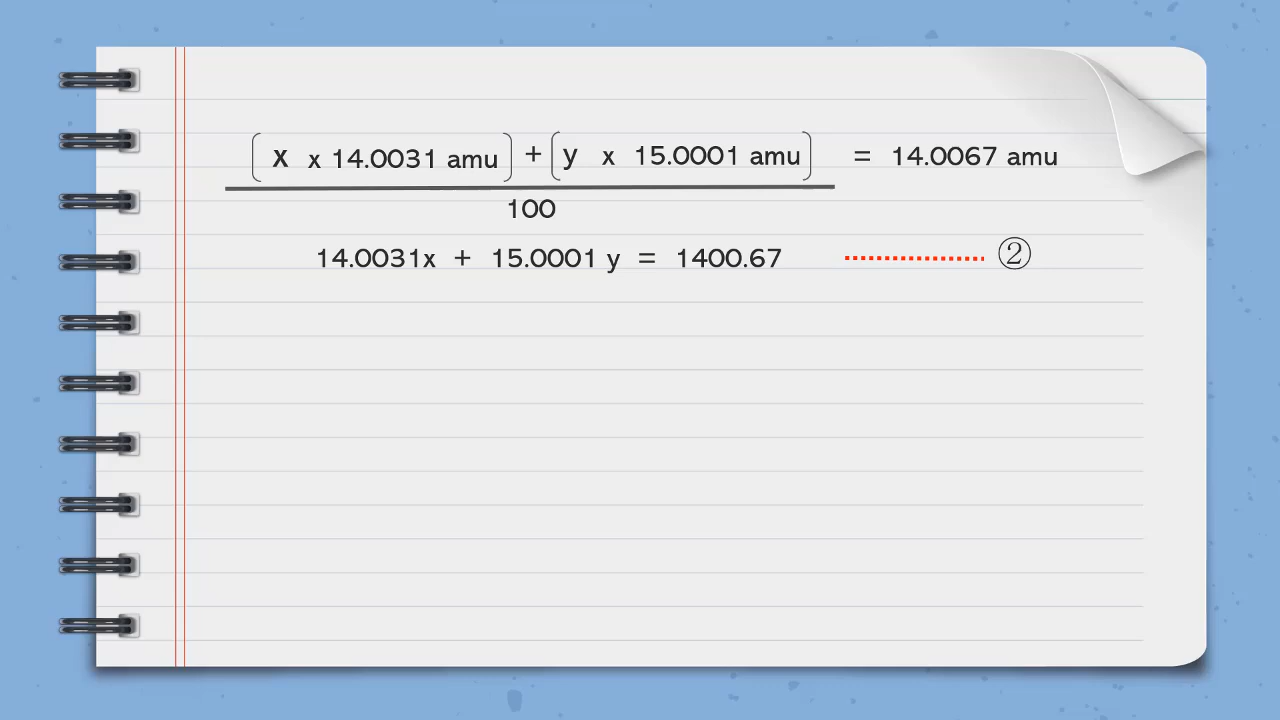 (x x 14.0031 amu) + (y x 15.0001 amu) = 14.0067 amu
100
14.0031x + 15.0001 y = 1400.67 ................ ②